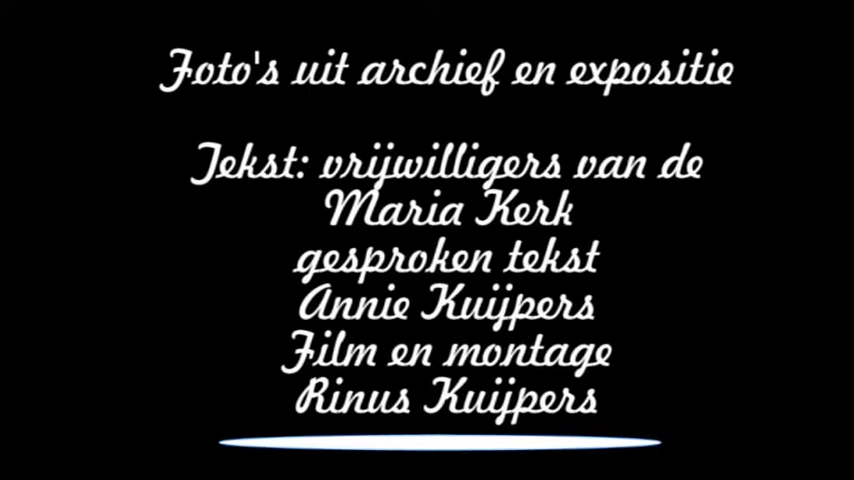 Foto's uit archief en expositie
Tekst: vrijwilligers van de
Maria Kerk
gesproken tekst
Annie Kuijpers
Film en montage
Rinus Kuijpers